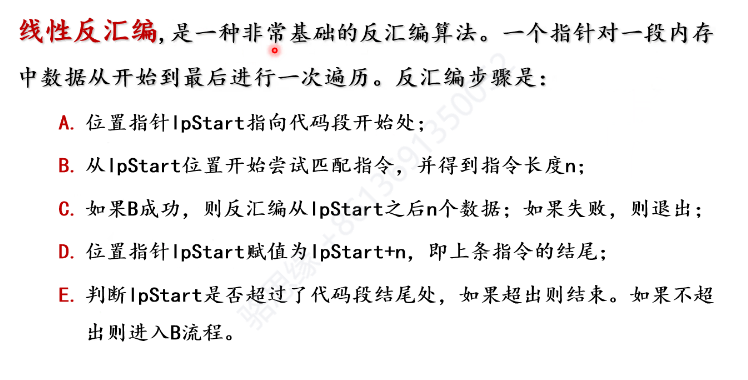 线性反汇编,是一种非常基础的反汇编算法。一个指针对一段内存
中数据从开始到最后进行一次遍历。反汇编步骤是:
A. 位置指针lpStart指向代码段开始处;
B. 从lpStart位置开始尝试匹配指令,并得到指令长度n;
C. 如果B成功,则反汇编从lpStart之后n个数据;如果失败,则退出;
D. 位置指针lpStart赋值为lpStart+n,即上条指令的结尾;
E. 判断lpStart是否超过了代码段结尾处,如果超出则结束。如果不超
出则进入B流程。